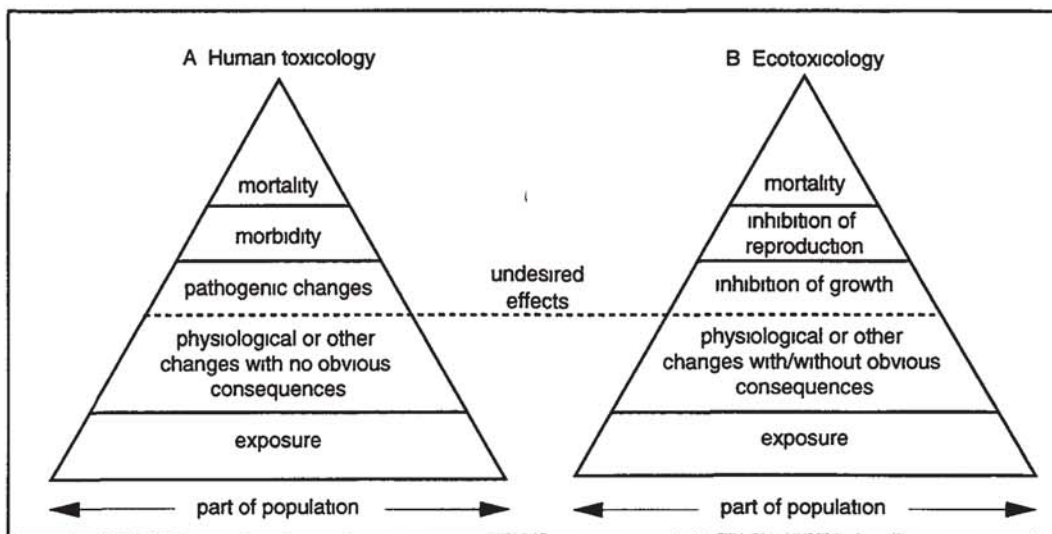 A Human toxicology
mortality
morbidity
pathogenic changes
physiological or other
changes with no obvious
consequences
exposure
part of population
undesired
effects
B Ecotoxicology
mortality
inhibition of
reproduction
inhibition of growth
physiological or other
changes with/without obvious
consequences
exposure
part of population